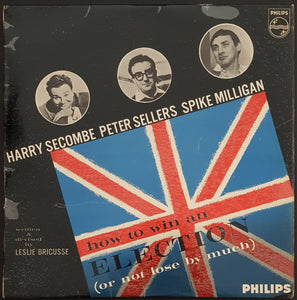 PHILIPS
HARRY SECOMBE PETER SELLERS SPIKE MILLIGAN
written
&
devised
by
LESLIE BRICUSSE
how to win an
ELECTION
(or not lose by much)
PHILIPS